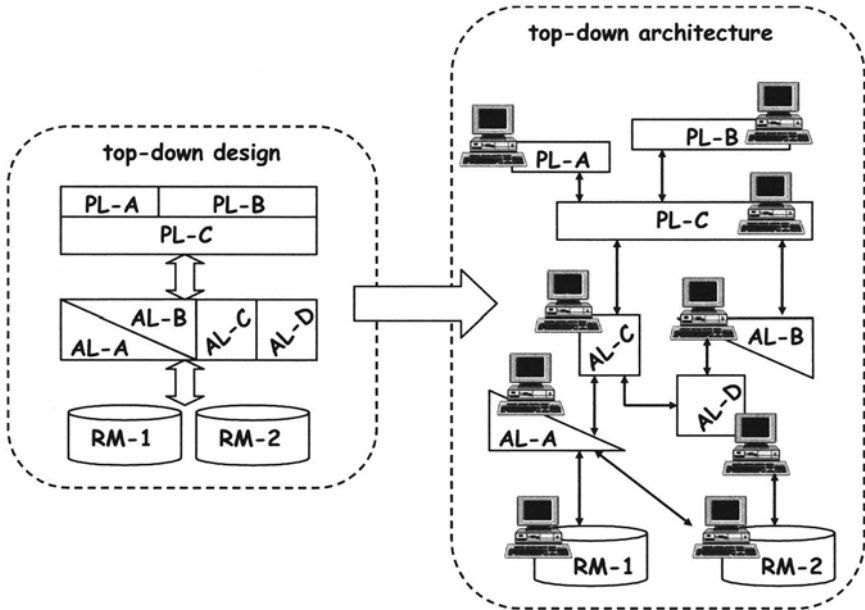 top-down design
PL-A PL-B
PL-C
AL-B
AL-A
AL-C
AL-D
RM-1 RM-2
top-down architecture
PL-B
PL-A
PL-C
AL-C
AL-B
AL-D
AL-A
RM-1 RM-2